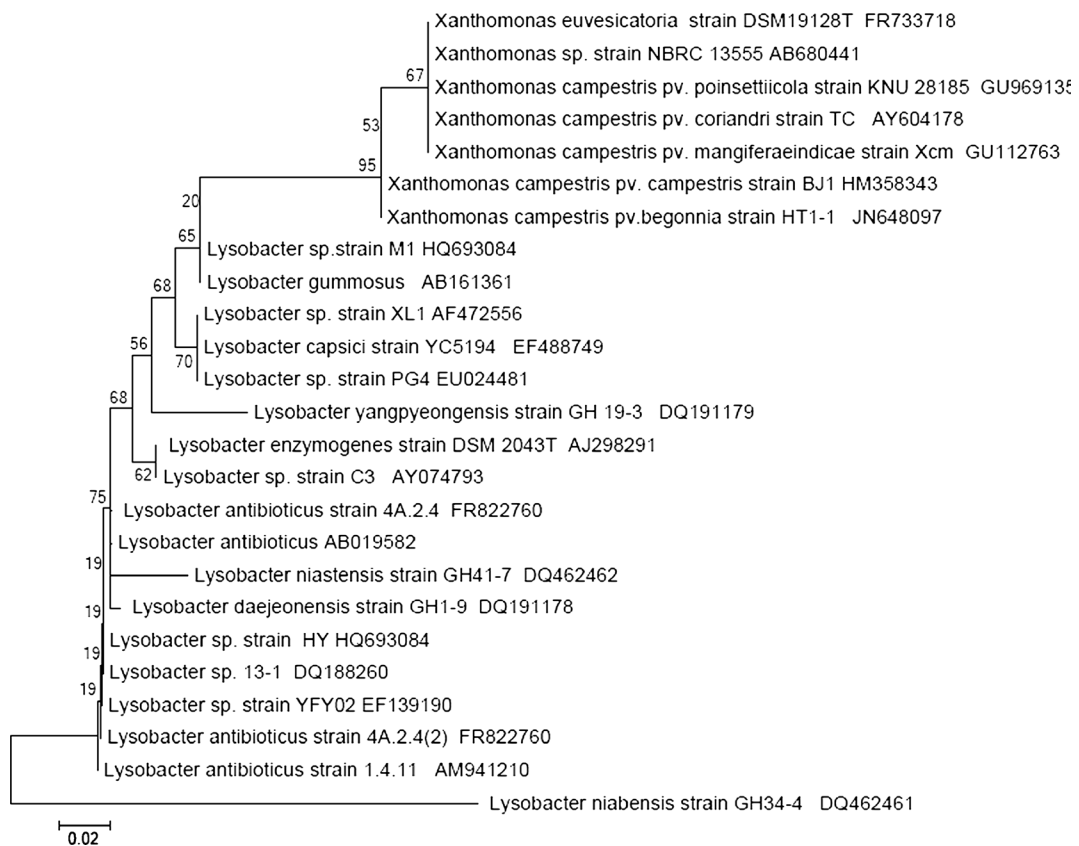 Xanthomonas euvesicatoria strain DSM19128T FR733718
Xanthomonas sp. strain NBRC 13555 AB680441
67
Xanthomonas campestris pv. poinsettiicola strain KNU 28185 GU969135
Xanthomonas campestris pv. coriandri strain TC AY604178
53
Xanthomonas campestris pv. mangiferaeindicae strain Xcm GU112763
95
Xanthomonas campestris pv. campestris strain BJ1 HM358343
20
Xanthomonas campestris pv.begonnia strain HT1-1 JN648097
65
Lysobacter sp.strain M1 HQ693084
68
Lysobacter gummosus AB161361
Lysobacter sp. strain XL1 AF472556
56
Lysobacter capsici strain YC5194 EF488749
70
Lysobacter sp. strain PG4 EU024481
68
Lysobacter yangpyeongensis strain GH 19-3 DQ191179
Lysobacter enzymogenes strain DSM 2043T AJ298291
62
Lysobacter sp. strain C3 AY074793
75
Lysobacter antibioticus strain 4A.2.4 FR822760
Lysobacter antibioticus AB019582
19
Lysobacter niastensis strain GH41-7 DQ462462
19
Lysobacter daejeonensis strain GH1-9 DQ191178
Lysobacter sp. strain HY HQ693084
19
Lysobacter sp. 13-1 DQ188260
19
Lysobacter sp. strain YFY02 EF139190
Lysobacter antibioticus strain 4A.2.4(2) FR822760
Lysobacter antibioticus strain 1.4.11 AM941210
Lysobacter niabensis strain GH34-4 DQ462461
0.02